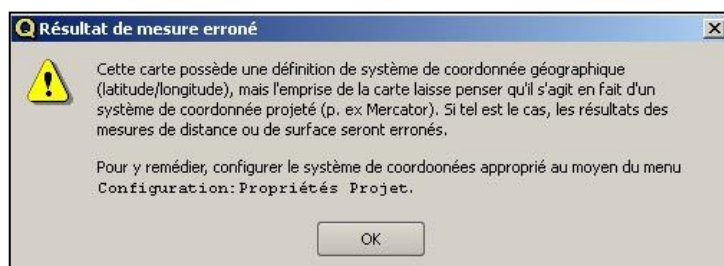 Résultat de mesure erroné
Cette carte possède une définition de système de coordonnée géographique
(latitude/longitude), mais l'emprise de la carte laisse penser qu'il s'agit en fait d'un
système de coordonnée projeté (p. ex Mercator). Si tel est le cas, les résultats des
mesures de distance ou de surface seront erronés.
Pour y remédier, configurer le système de coordoonées approprié au moyen du menu
Configuration:Propriétés Projet.
OK